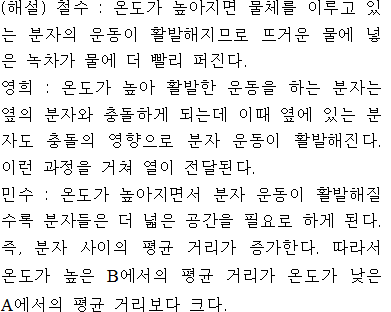 (해설) 철수 : 온도가 높아지면 물체를 이루고 있
는 분자의 운동이 활발해지므로 뜨거운 물에 넣
은 녹차가 물에 더 빨리 퍼진다.
영희 : 온도가 높아 활발한 운동을 하는 분자는
옆의 분자와 충돌하게 되는데 이때 옆에 있는 분
자도 충돌의 영향으로 분자 운동이 활발해진다.
이런 과정을 거쳐 열이 전달된다.
민수 : 온도가 높아지면서 분자 운동이 활발해질
수록 분자들은 더 넓은 공간을 필요로 하게 된다.
즉, 분자 사이의 평균 거리가 증가한다. 따라서
온도가 높은 B에서의 평균 거리가 온도가 낮은
A에서의 평균 거리보다 크다.